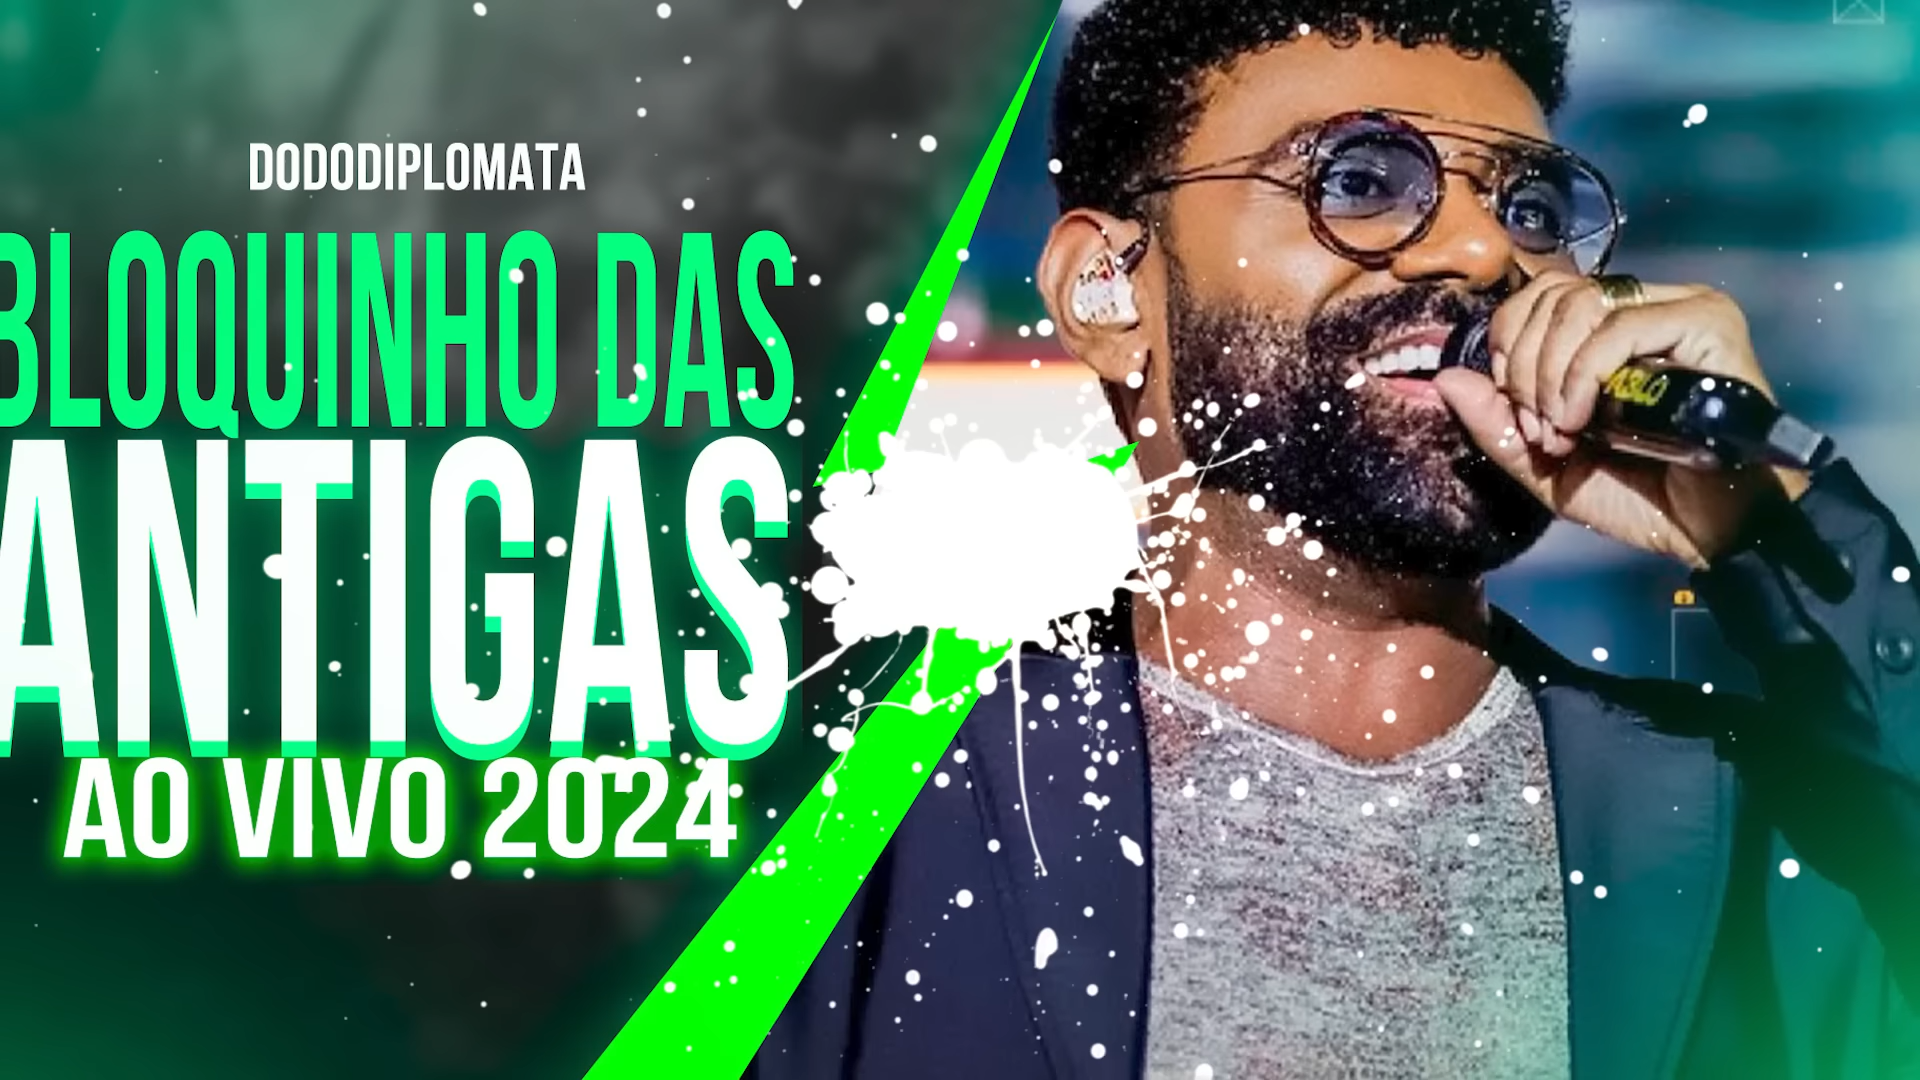 DODODIPLOMATA
BLOQUINHO DAS
ANTIGAS
AO VIVO 2024